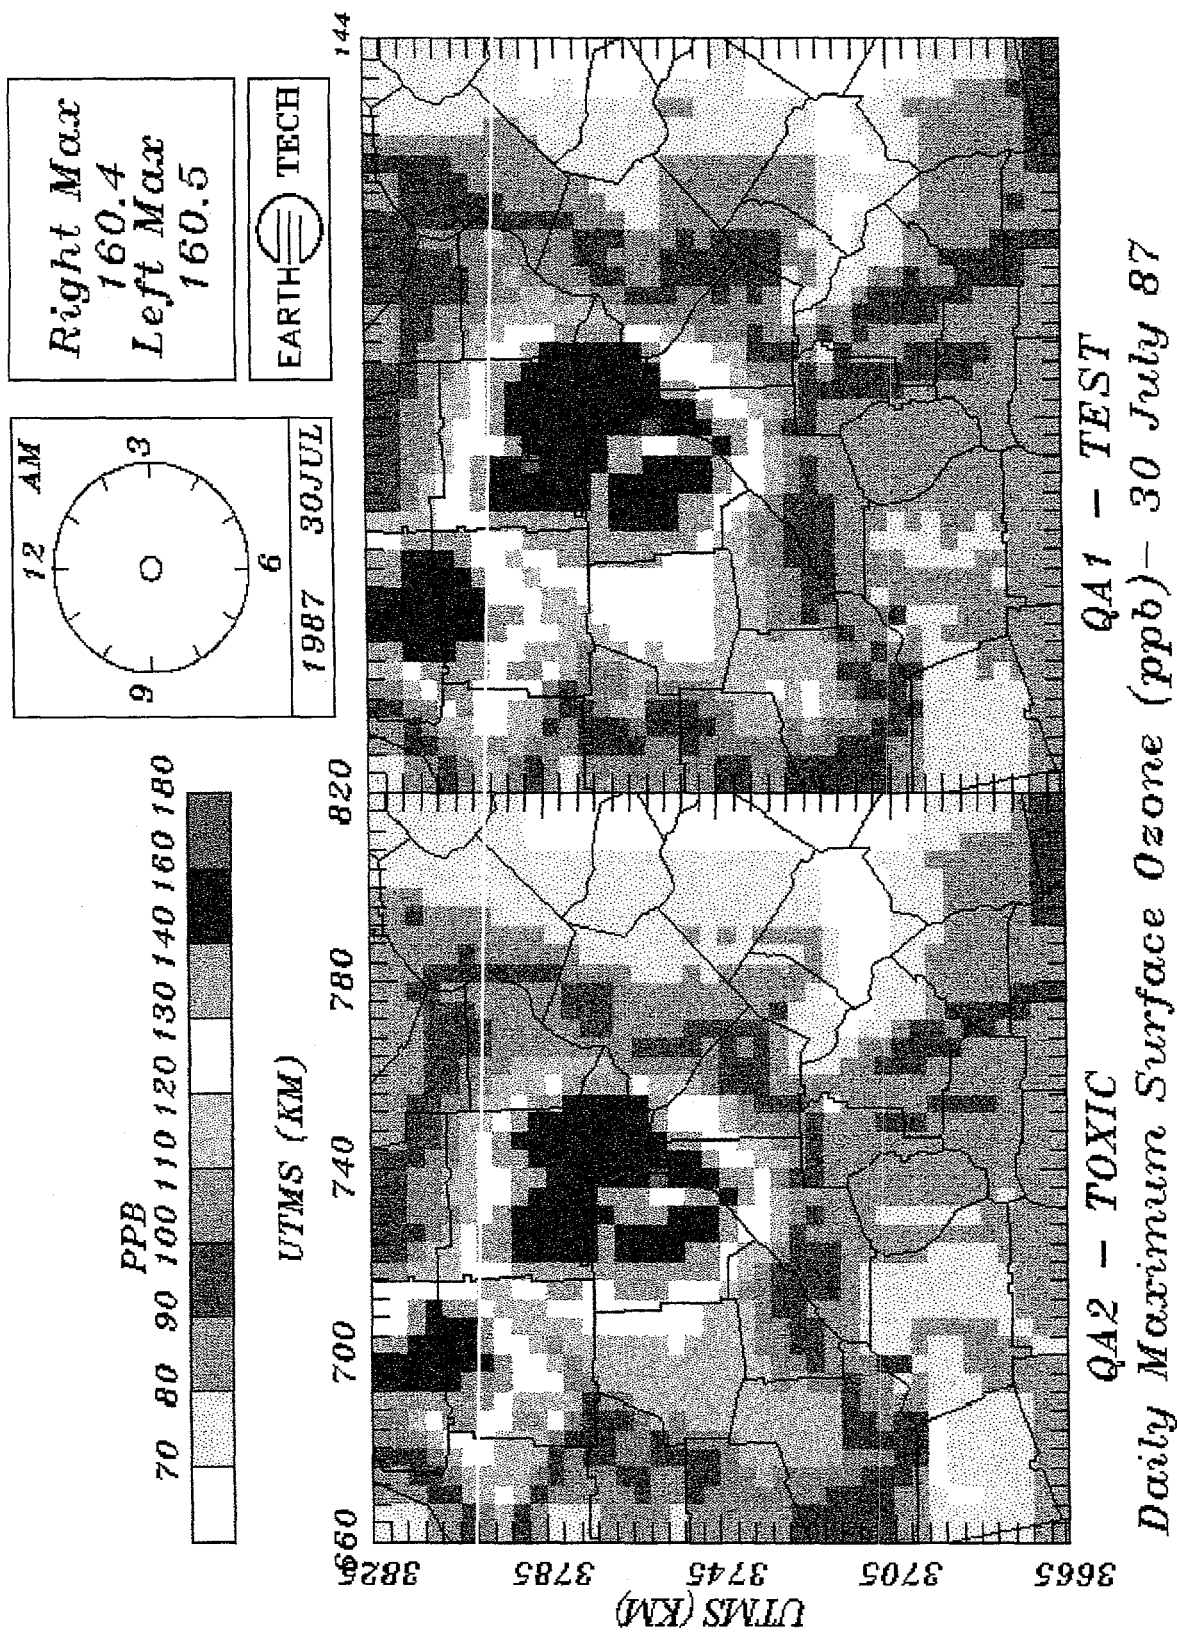 PPB
70 80 90 100 110 120 130 140 160 180
12 AM
3
6
9
1987 30JUL
Right Max
160.4
Left Max
160.5
EARTH TECH
UTMS (KM)
660 700 740 780 820 144
3825
3785
3745
3705
3665
UTMS (KM)
QA2 - TOXIC QA1 - TEST
Daily Maximum Surface Ozone (ppb) - 30 July 87